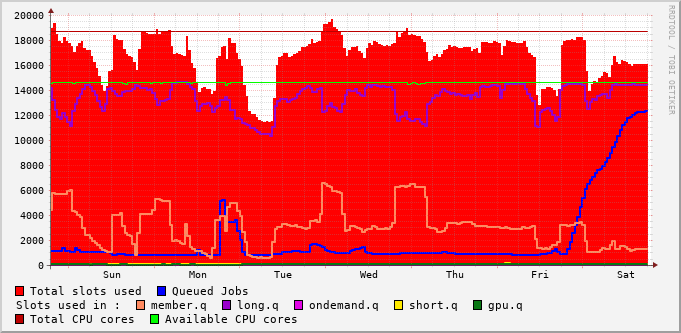 20000
18000
16000
14000
12000
10000
8000
6000
4000
2000
0
Sun Mon Tue Wed Thu Fri Sat
RRDTOOL / TOBI OETIKER
Total slots used Queued Jobs
Slots used in : member.q long.q ondemand.q short.q gpu.q
Total CPU cores Available CPU cores